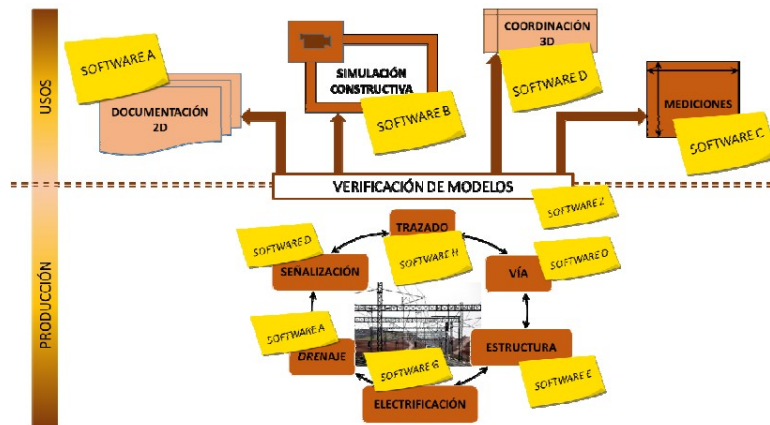 USOS
SOFTWARE A
DOCUMENTACIÓN
2D
SIMULACIÓN
CONSTRUCTIVA
SOFTWARE B
COORDINACIÓN
3D
SOFTWARE D
MEDICIONES
SOFTWARE C
VERIFICACIÓN DE MODELOS
PRODUCCIÓN
TRAZADO
SOFTWARE H
SOFTWARE Z
VÍA
SOFTWARE D
SEÑALIZACIÓN
SOFTWARE D
DRENAJE
SOFTWARE A
ESTRUCTURA
SOFTWARE E
ELECTRIFICACIÓN
SOFTWARE G